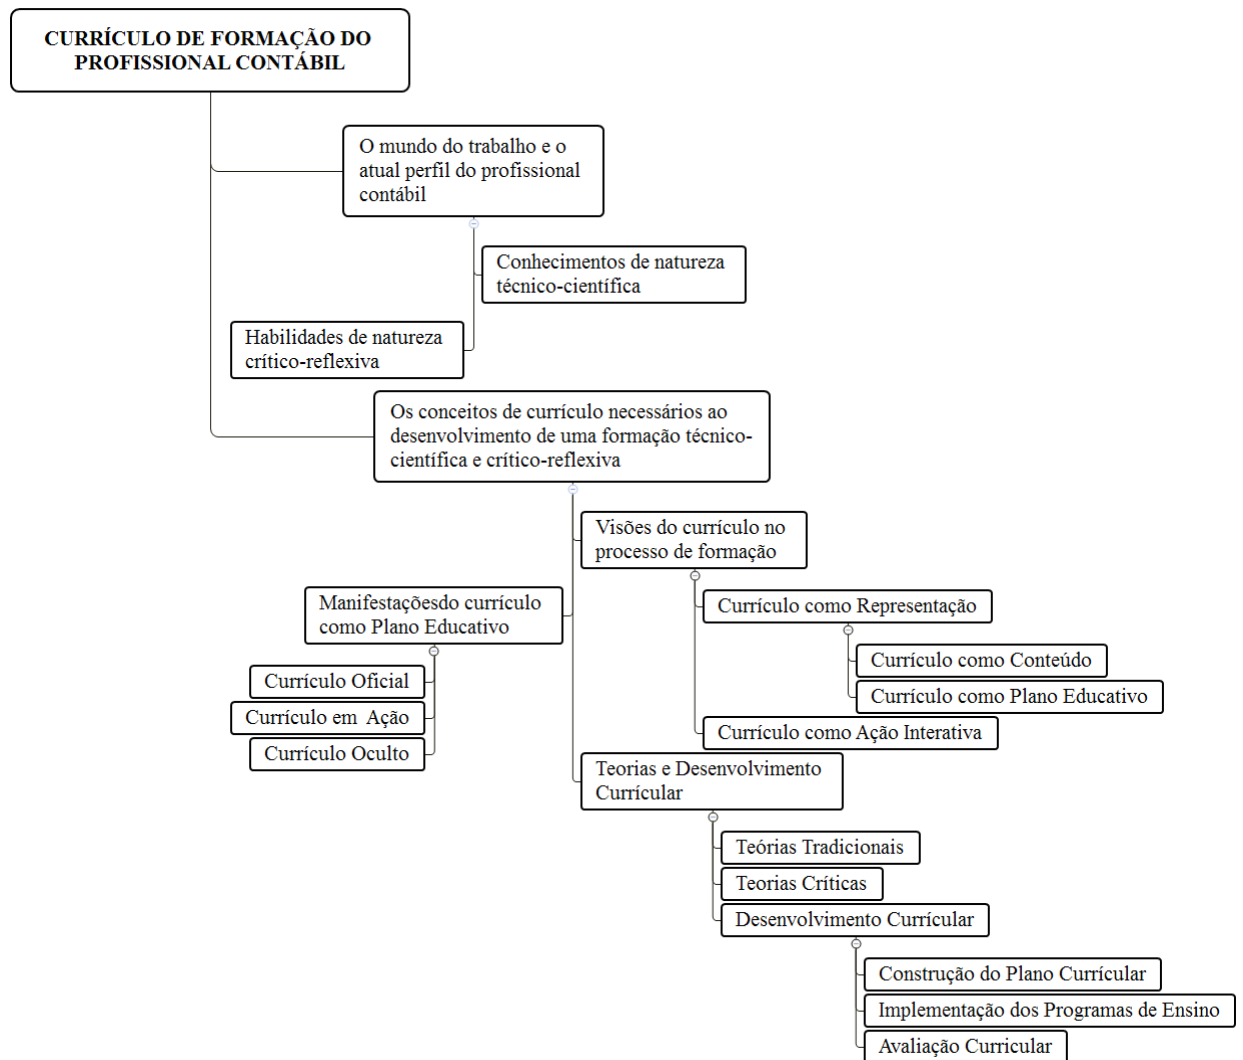 CURRÍCULO DE FORMAÇÃO DO
PROFISSIONAL CONTÁBIL
O mundo do trabalho e o
atual perfil do profissional
contábil
Conhecimentos de natureza
técnico-científica
Habilidades de natureza
crítico-reflexiva
Os conceitos de currículo necessários ao
desenvolvimento de uma formação técnico-
científica e crítico-reflexiva
Visões do currículo no
processo de formação
Manifestaçõesdo currículo
como Plano Educativo
Currículo como Representação
Currículo como Conteúdo
Currículo Oficial
Currículo como Plano Educativo
Currículo em Ação
Currículo como Ação Interativa
Currículo Oculto
Teorias e Desenvolvimento
Currícular
Teórias Tradicionais
Teorias Críticas
Desenvolvimento Currícular
Construção do Plano Currícular
Implementação dos Programas de Ensino
Avaliação Curricular